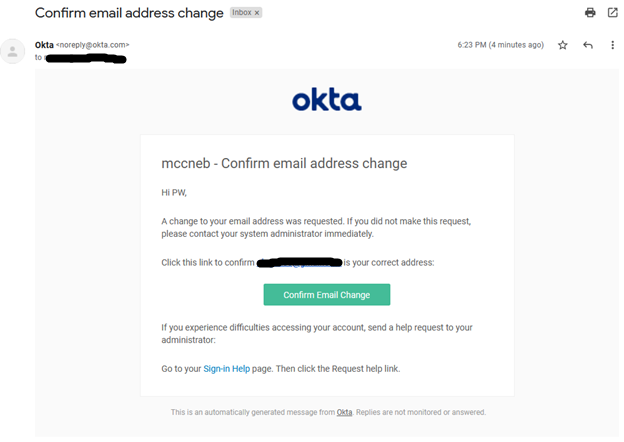 Confirm email address change Inbox x
Okta <noreply@okta.com> 6:23 PM (4 minutes ago)
to
okta
mccneb - Confirm email address change
Hi PW,
A change to your email address was requested. If you did not make this request,
please contact your system administrator immediately.
Click this link to confirm is your correct address:
Confirm Email Change
If you experience difficulties accessing your account, send a help request to your
administrator:
Go to your Sign-in Help page. Then click the Request help link.
This is an automatically generated message from Okta. Replies are not monitored or answered.